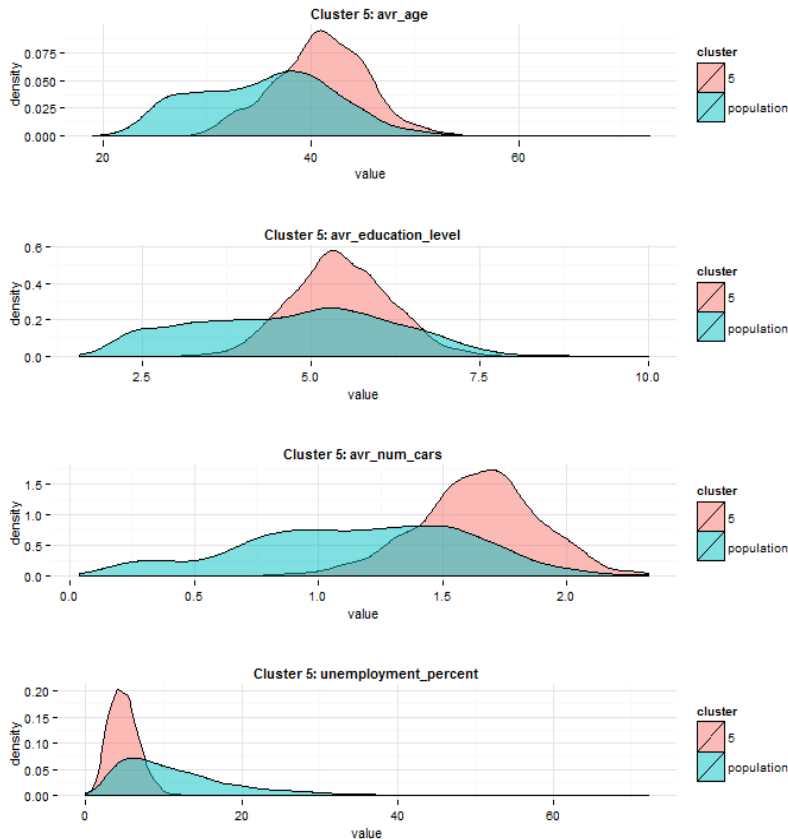 Cluster 5: avr_age
0.075
0.050
0.025
0.000
density
20
40
60
value
cluster
5
population
Cluster 5: avr_education_level
0.6
0.4
0.2
0.0
density
2.5
5.0
7.5
10.0
value
cluster
5
population
Cluster 5: avr_num_cars
1.5
1.0
0.5
0.0
density
0.0
0.5
1.0
1.5
2.0
value
cluster
5
population
Cluster 5: unemployment_percent
0.20
0.15
0.10
0.05
0.00
density
0
20
40
60
value
cluster
5
population